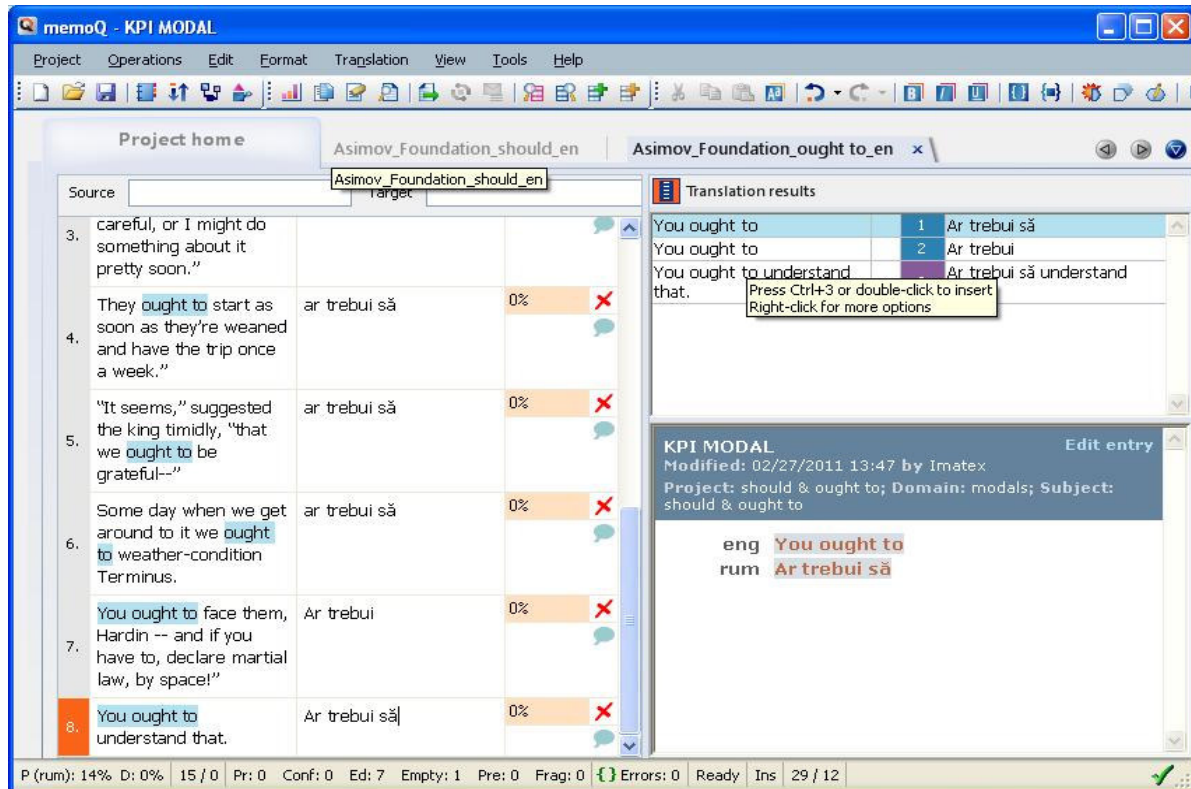 memoQ - KPI MODAL
Project Operations Edit Format Translation View Tools Help
Project home
Asimov_Foundation_should_en
Asimov_Foundation_ought to_en x
Asimov_Foundation_should_en
Source
Target
3.
careful, or I might do
something about it
pretty soon.”
4.
They ought to start as
soon as they're weaned
and have the trip once
a week.”
ar trebui să
0%
5.
“It seems,” suggested
the king timidly, “that
we ought to be
grateful--”
ar trebui să
0%
6.
Some day when we get
around to it we ought
to weather-condition
Terminus.
ar trebui să
0%
7.
You ought to face them,
Hardin -- and if you
have to, declare martial
law, by space!”
Ar trebui
0%
8.
You ought to
understand that.
Ar trebui să
0%
Translation results
You ought to 1 Ar trebui să
You ought to 2 Ar trebui
You ought to understand
that.
Ar trebui să understand
Press Ctrl+3 or double-click to insert
Right-click for more options
KPI MODAL Edit entry
Modified: 02/27/2011 13:47 by Imatex
Project: should & ought to; Domain: modals; Subject:
should & ought to
eng You ought to
rum Ar trebui să
P (rum): 14% D: 0% 15 / 0 Pr: 0 Conf: 0 Ed: 7 Empty: 1 Pre: 0 Frag: 0 {} Errors: 0 Ready Ins 29 / 12